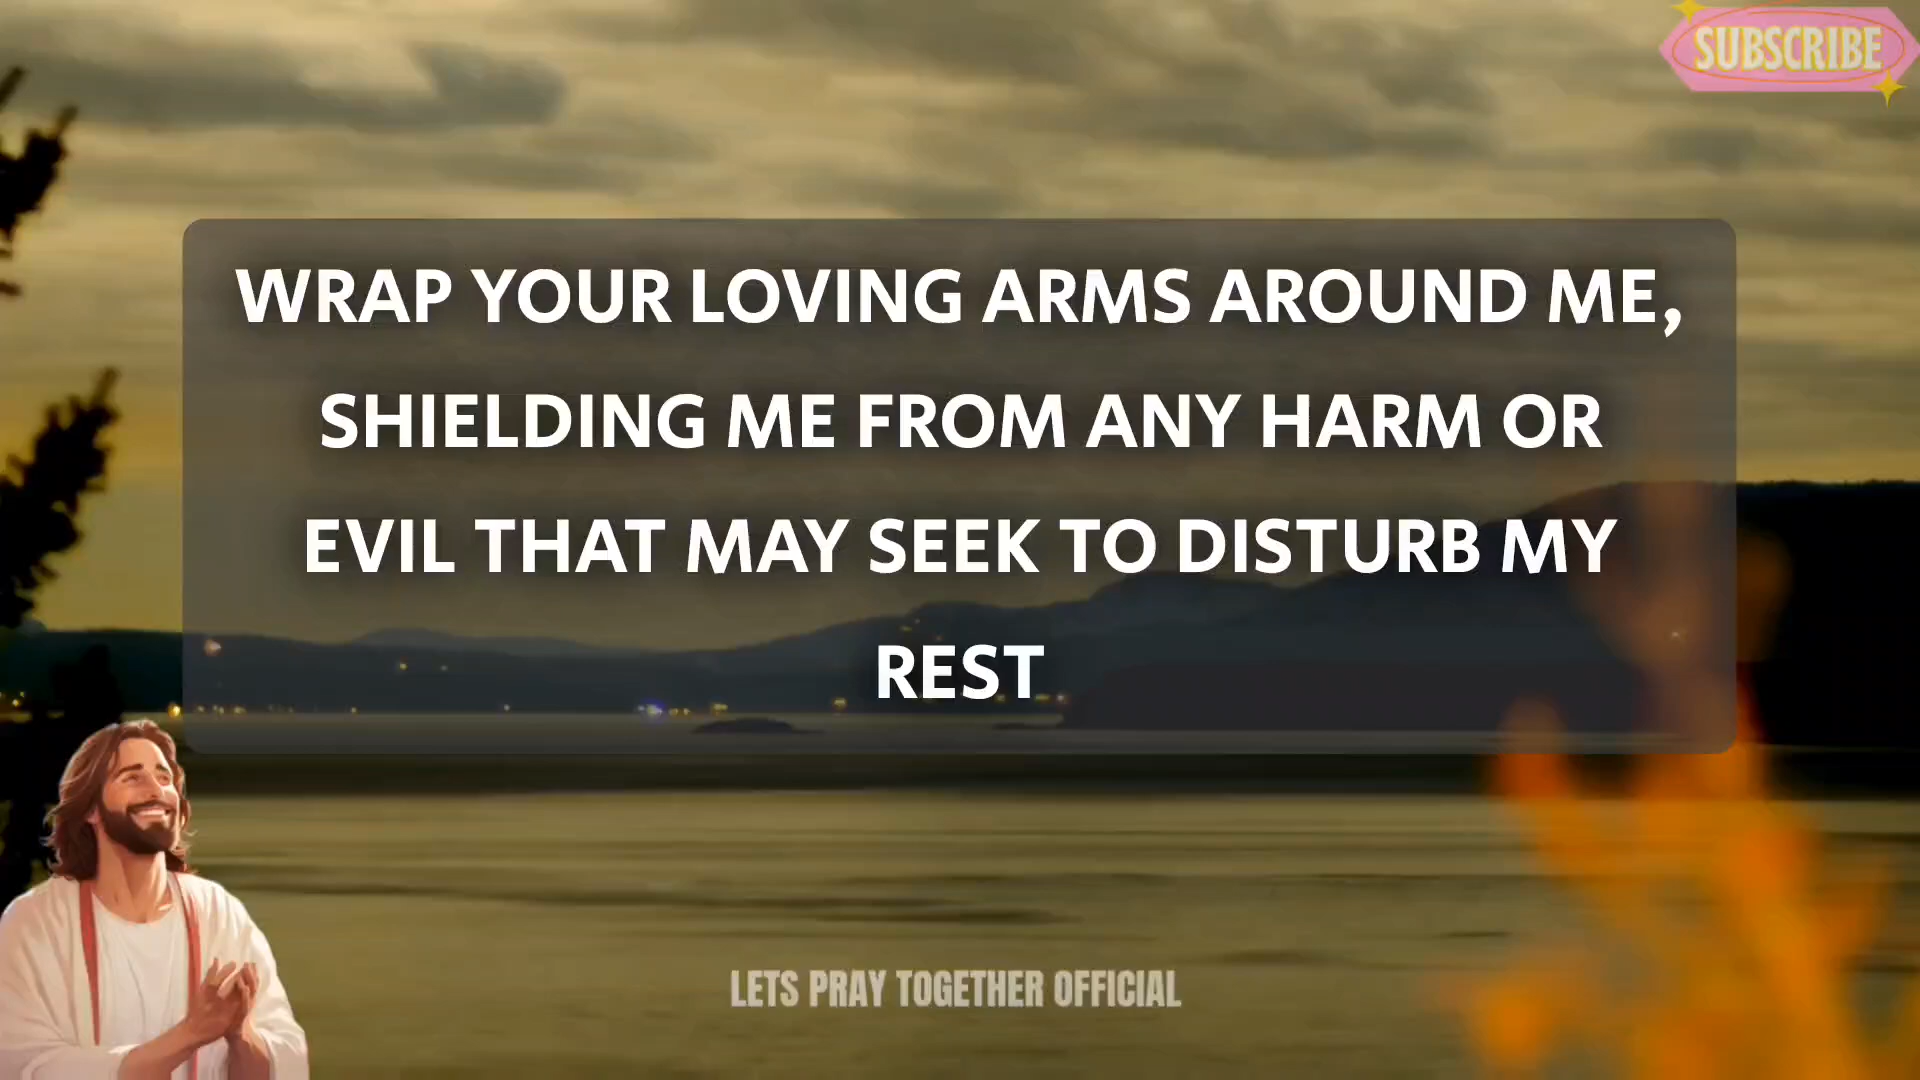 SUBSCRIBE
WRAP YOUR LOVING ARMS AROUND ME,
SHIELDING ME FROM ANY HARM OR
EVIL THAT MAY SEEK TO DISTURB MY
REST
LETS PRAY TOGETHER OFFICIAL